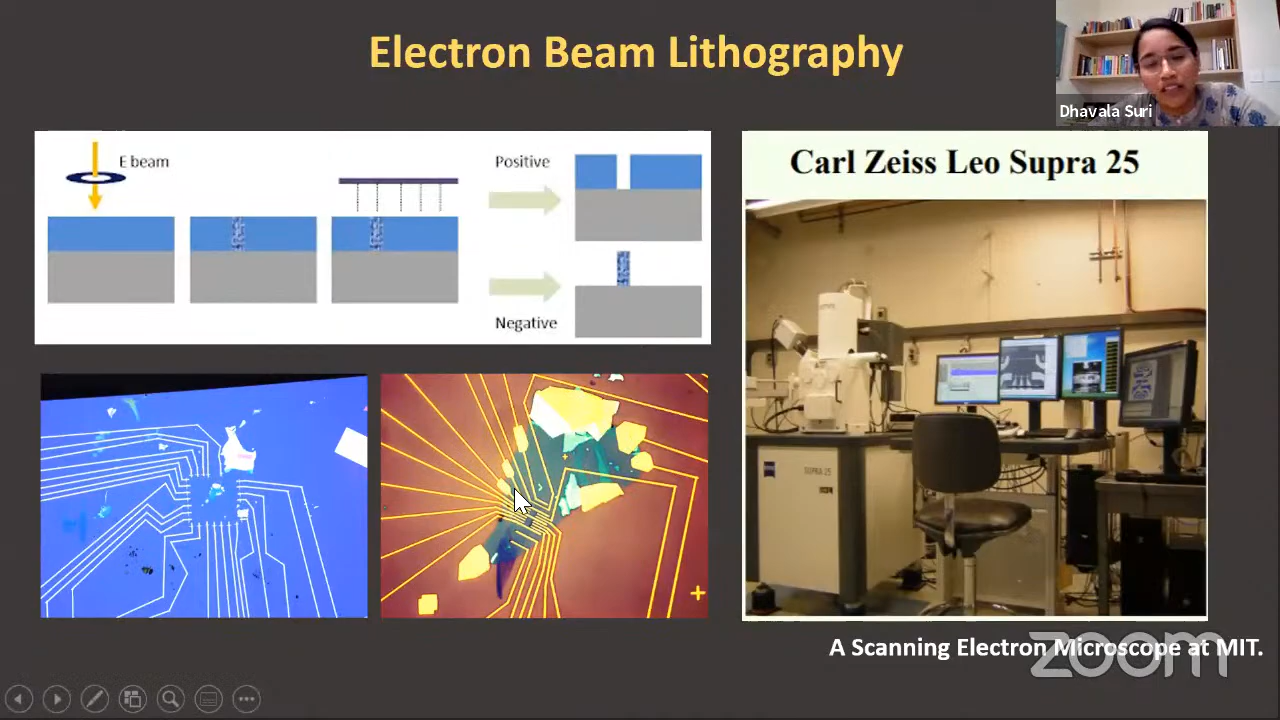 Electron Beam Lithography
Dhavala Suri
E beam
Positive
Negative
Carl Zeiss Leo Supra 25
SUPRA 25
A Scanning Electron Microscope at MIT.
zoom